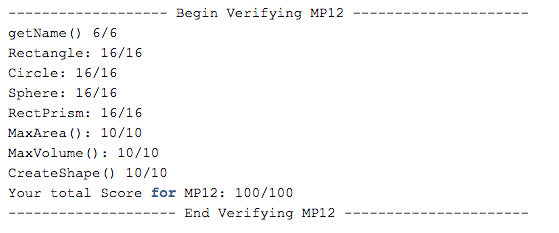 ------------------- Begin Verifying MP12 ---------------------
getName() 6/6
Rectangle: 16/16
Circle: 16/16
Sphere: 16/16
RectPrism: 16/16
MaxArea(): 10/10
MaxVolume(): 10/10
CreateShape() 10/10
Your total Score for MP12: 100/100
-------------------- End Verifying MP12 ----------------------